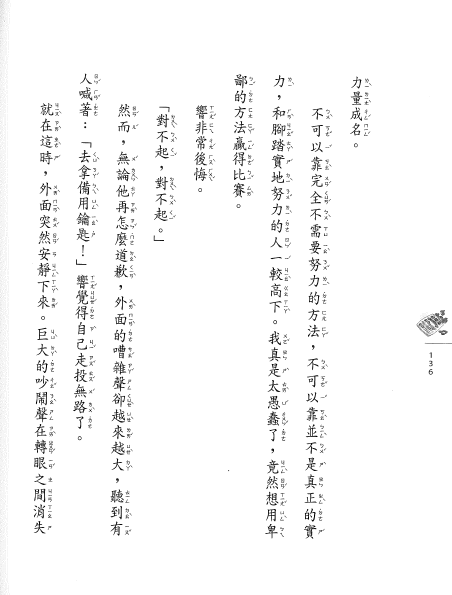 力量成名。
不可以靠完全不需要努力的方法，不可以靠並不是真正的實
力，和腳踏實地努力的人一較高下。我真是太愚蠢了，竟然想用卑
鄙的方法贏得比賽。
響非常後悔。
「對不起，對不起。」
然而，無論他再怎麼道歉，外面的嘈雜聲卻越來越大，聽到有
人喊著：「去拿備用鑰匙！」響覺得自己走投無路了。
就在這時，外面突然安靜下來。巨大的吵鬧聲在轉眼之間消失
136